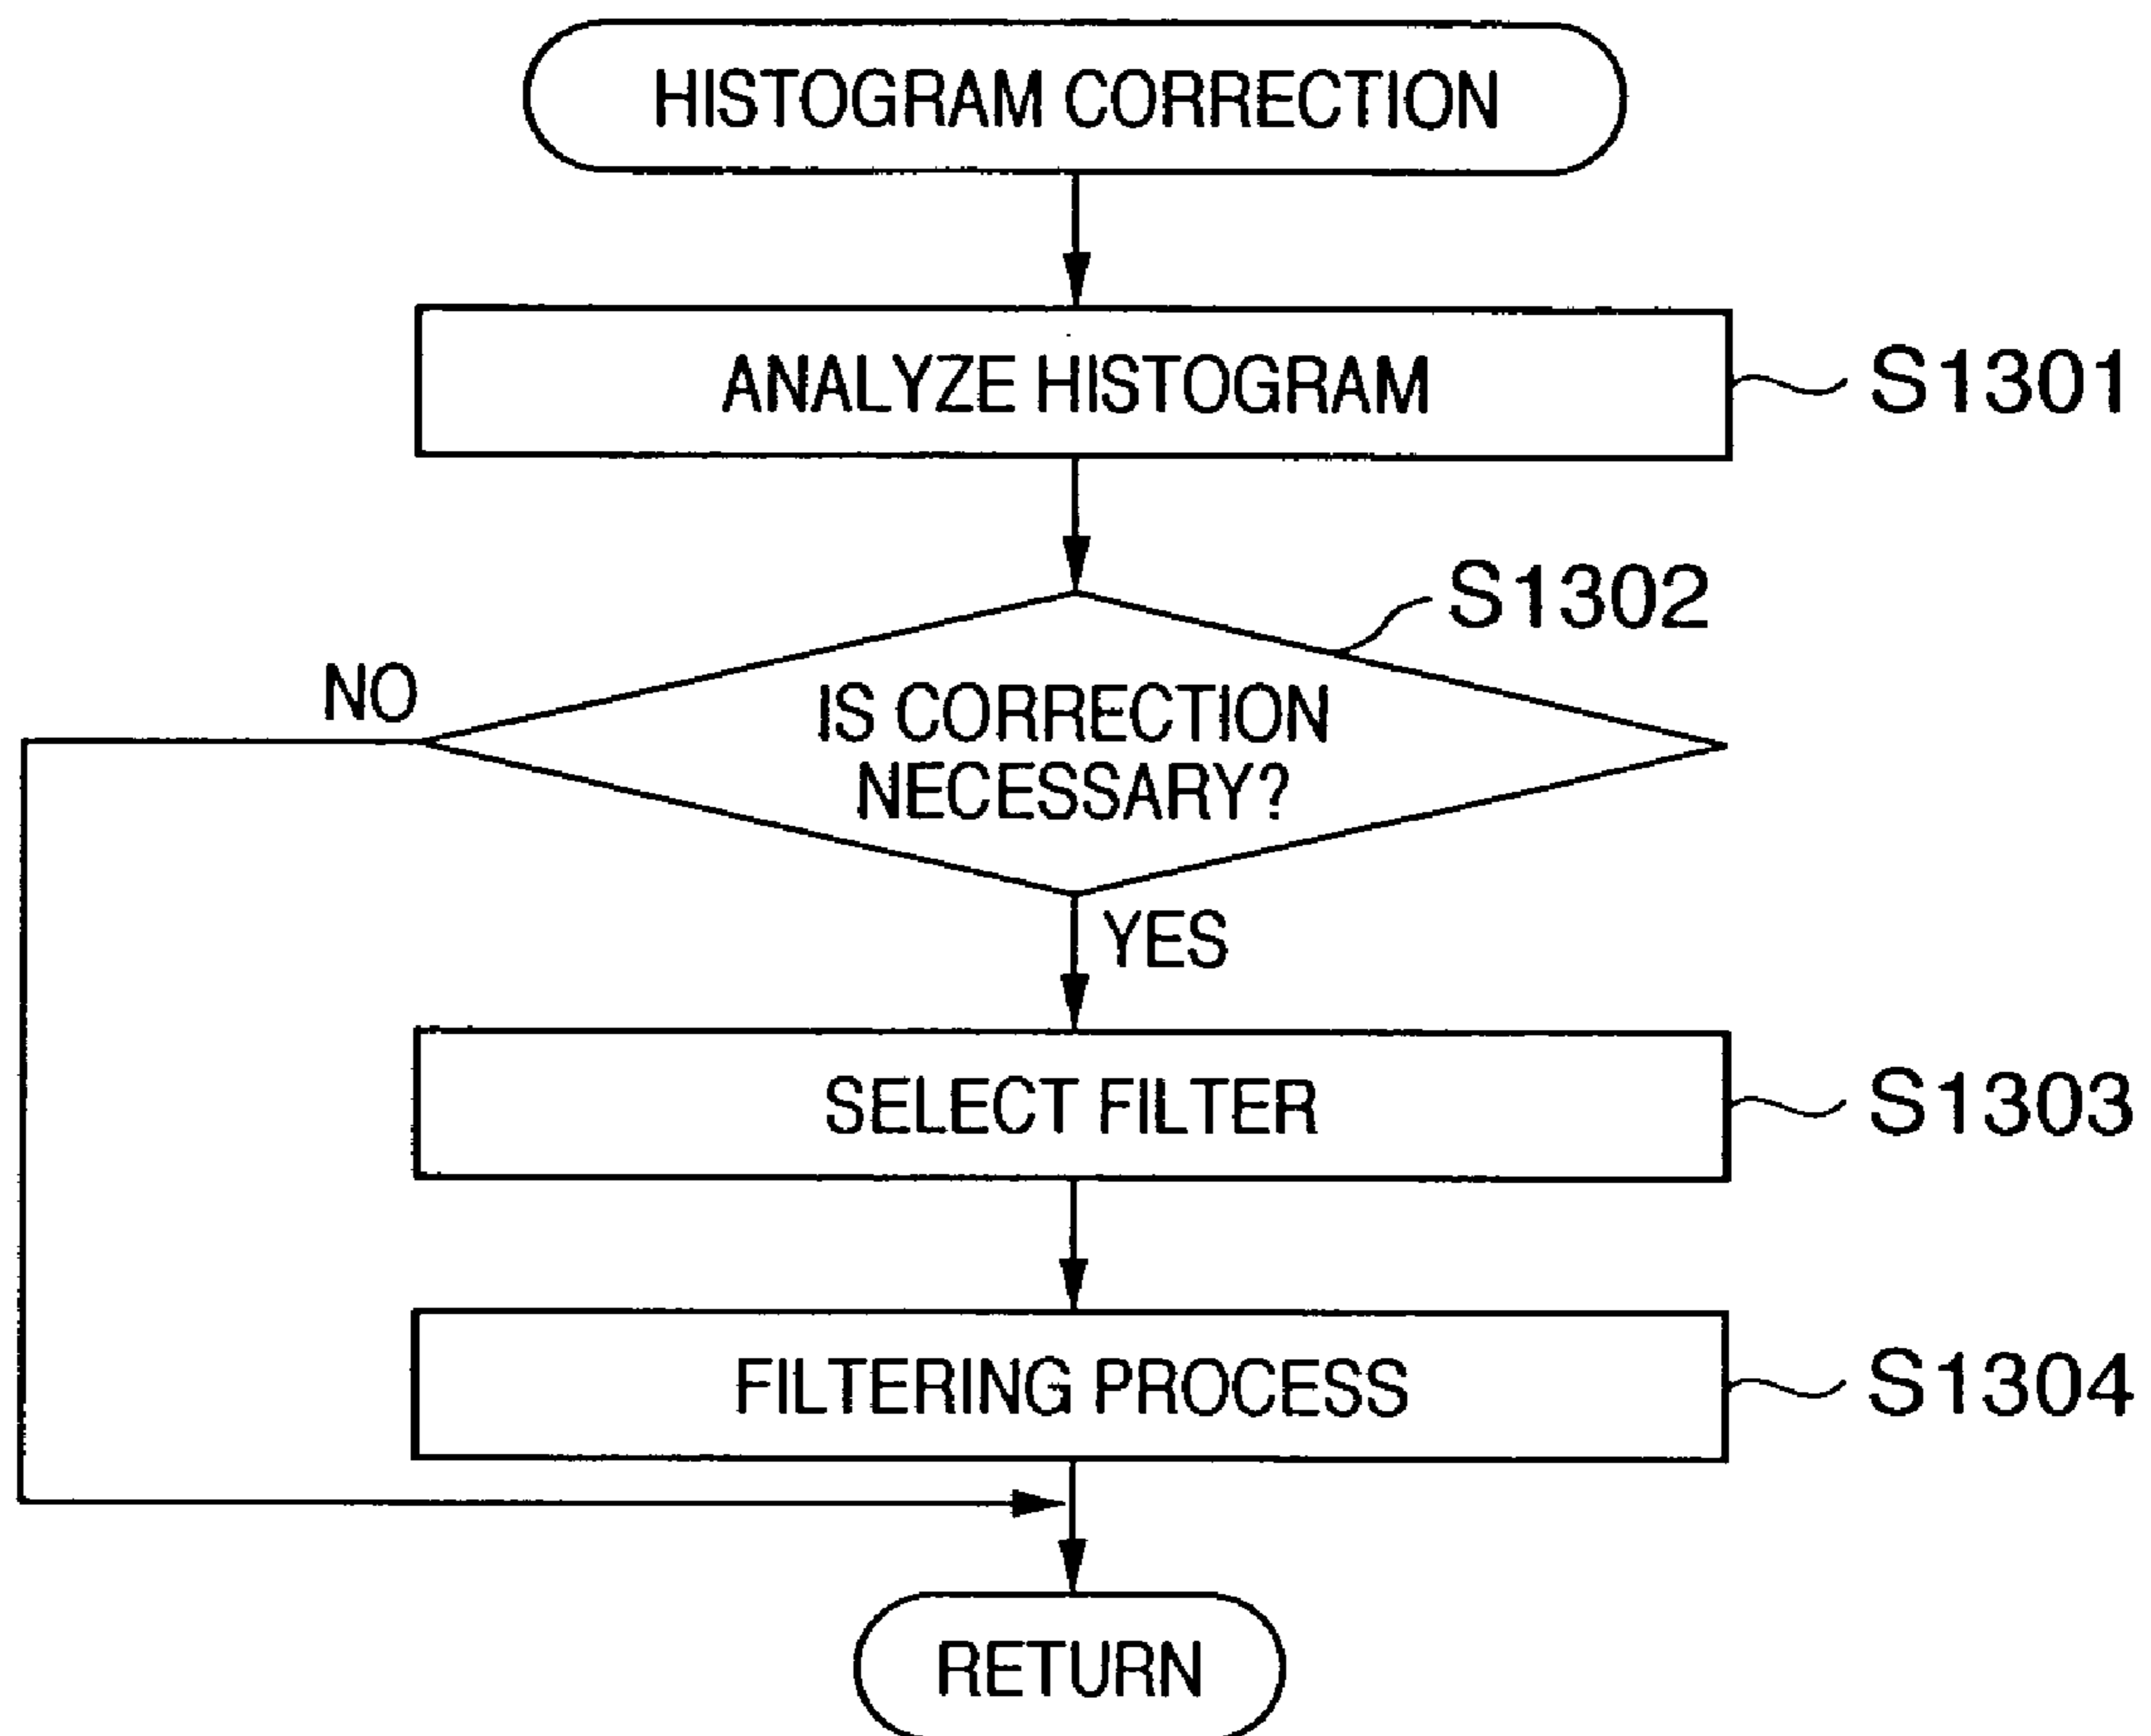 HISTOGRAM CORRECTION
ANALYZE HISTOGRAM
S1301
S1302
NO
IS CORRECTION
NECESSARY?
YES
SELECT FILTER
S1303
FILTERING PROCESS
S1304
RETURN